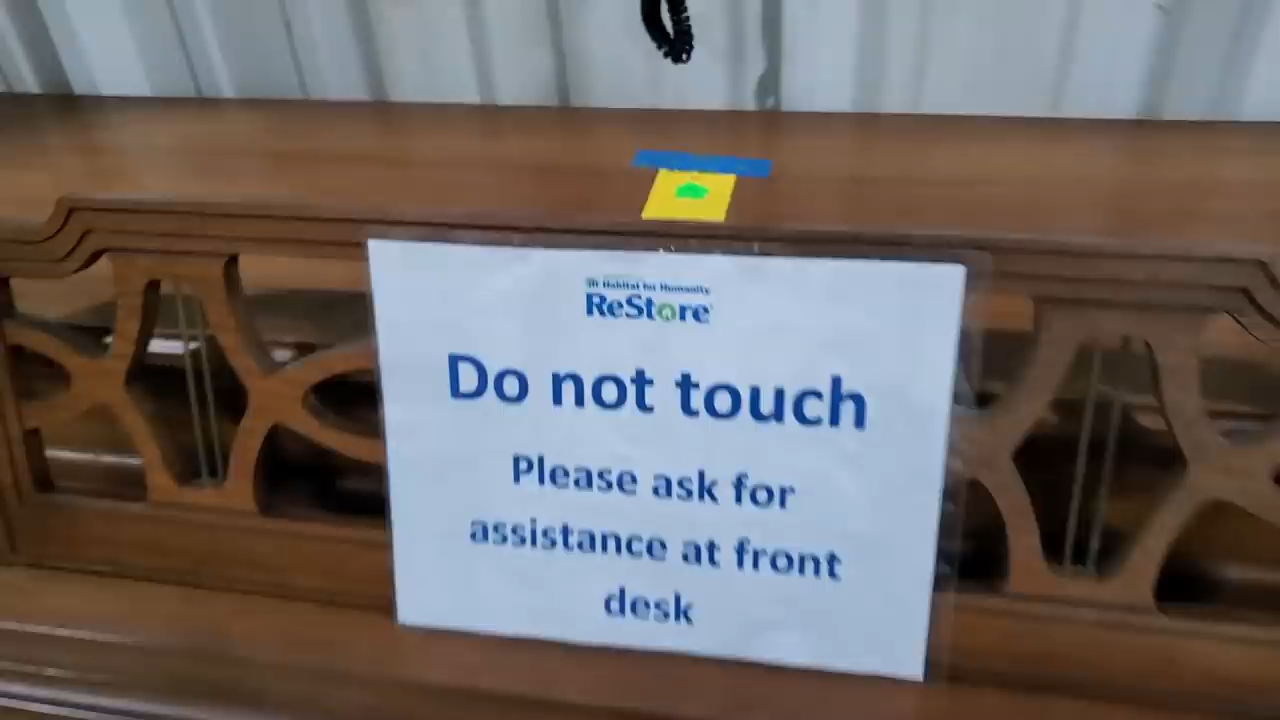 Habitat for Humanity
ReStore
Do not touch
Please ask for
assistance at front
desk